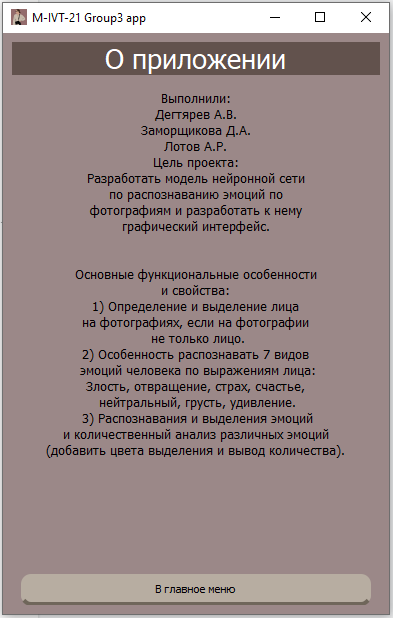 M-IVT-21 Group3 app
О приложении
Выполнили:
Дегтярев А.В.
Заморщикова Д.А.
Лотов А.Р.
Цель проекта:
Разработать модель нейронной сети
по распознаванию эмоций по
фотографиям и разработать к нему
графический интерфейс.
Основные функциональные особенности
и свойства:
1) Определение и выделение лица
на фотографиях, если на фотографии
не только лицо.
2) Особенность распознавать 7 видов
эмоций человека по выражениям лица:
Злость, отвращение, страх, счастье,
нейтральный, грусть, удивление.
3) Распознавания и выделения эмоций
и количественный анализ различных эмоций
(добавить цвета выделения и вывод количества).
В главное меню